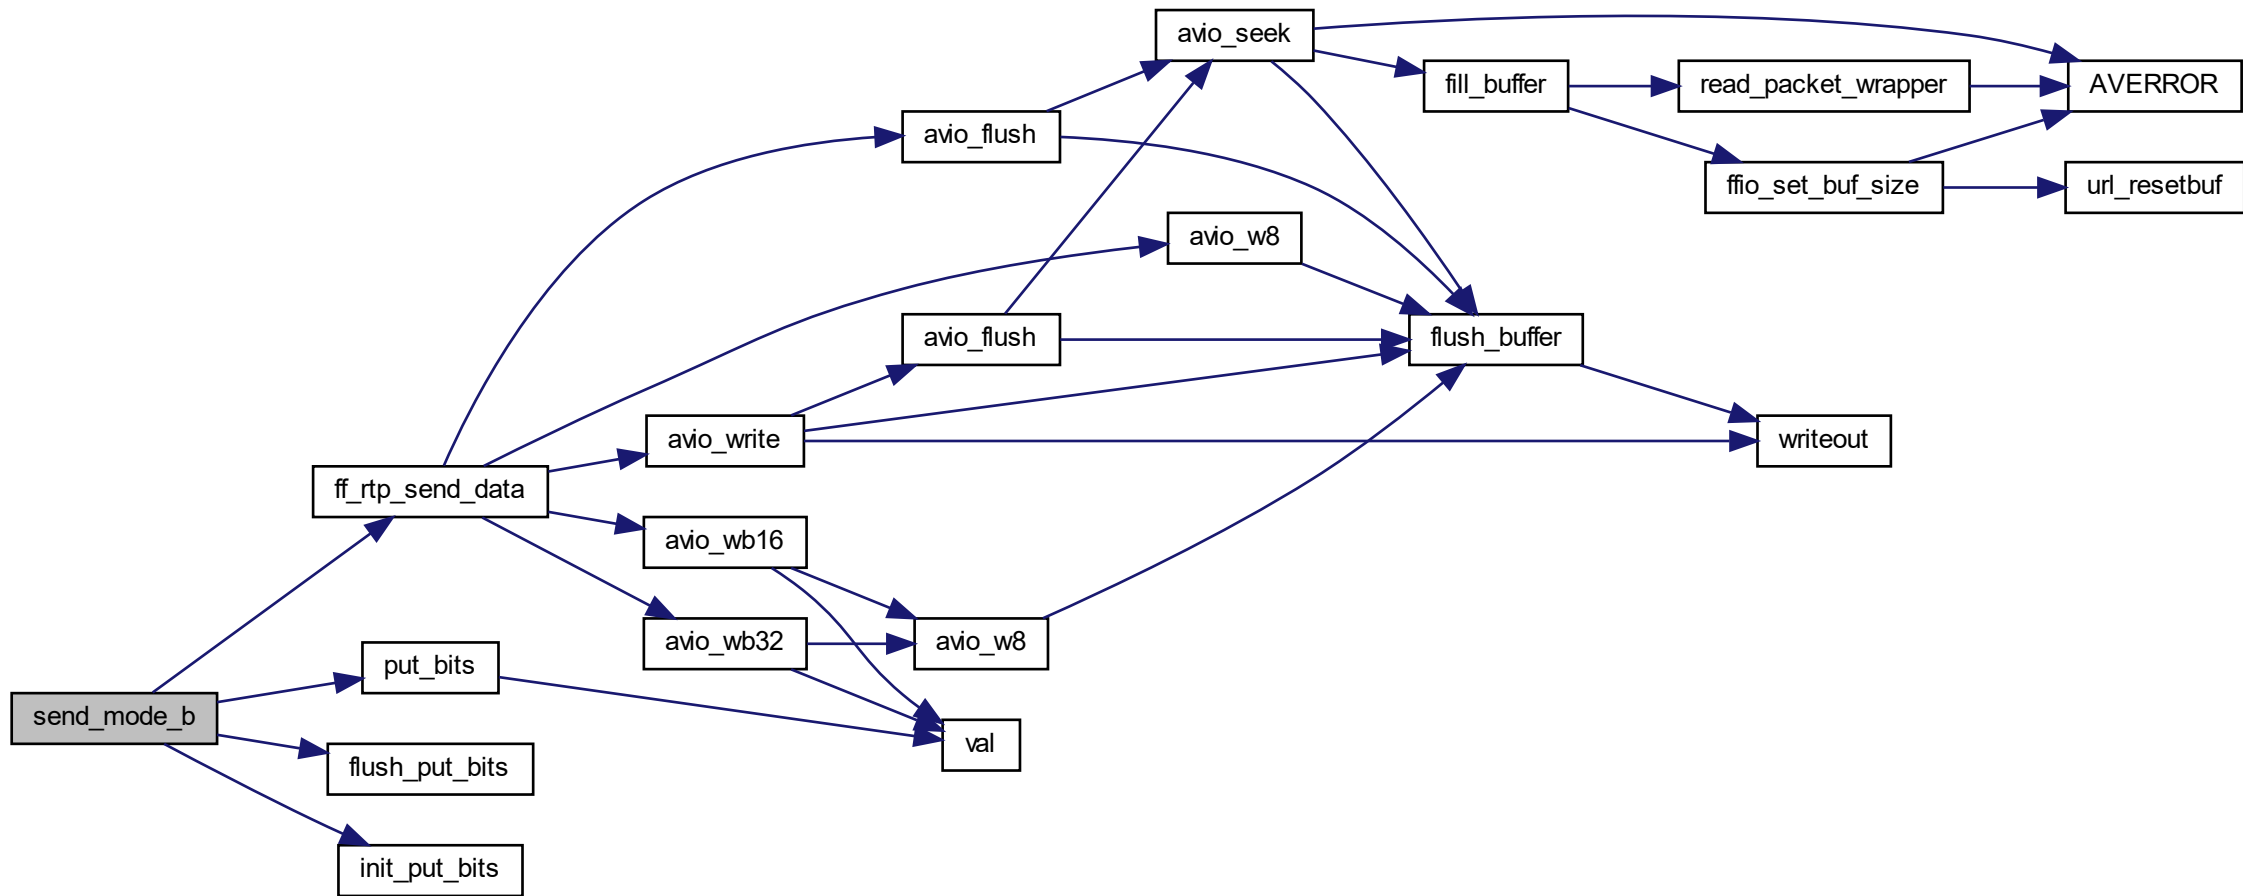 avio_seek
fill_buffer
read_packet_wrapper
AVERROR
avio_flush
ffio_set_buf_size
url_resetbuf
avio_w8
avio_flush
flush_buffer
avio_write
writeout
ff_rtp_send_data
avio_wb16
avio_wb32
avio_w8
put_bits
send_mode_b
val
flush_put_bits
init_put_bits